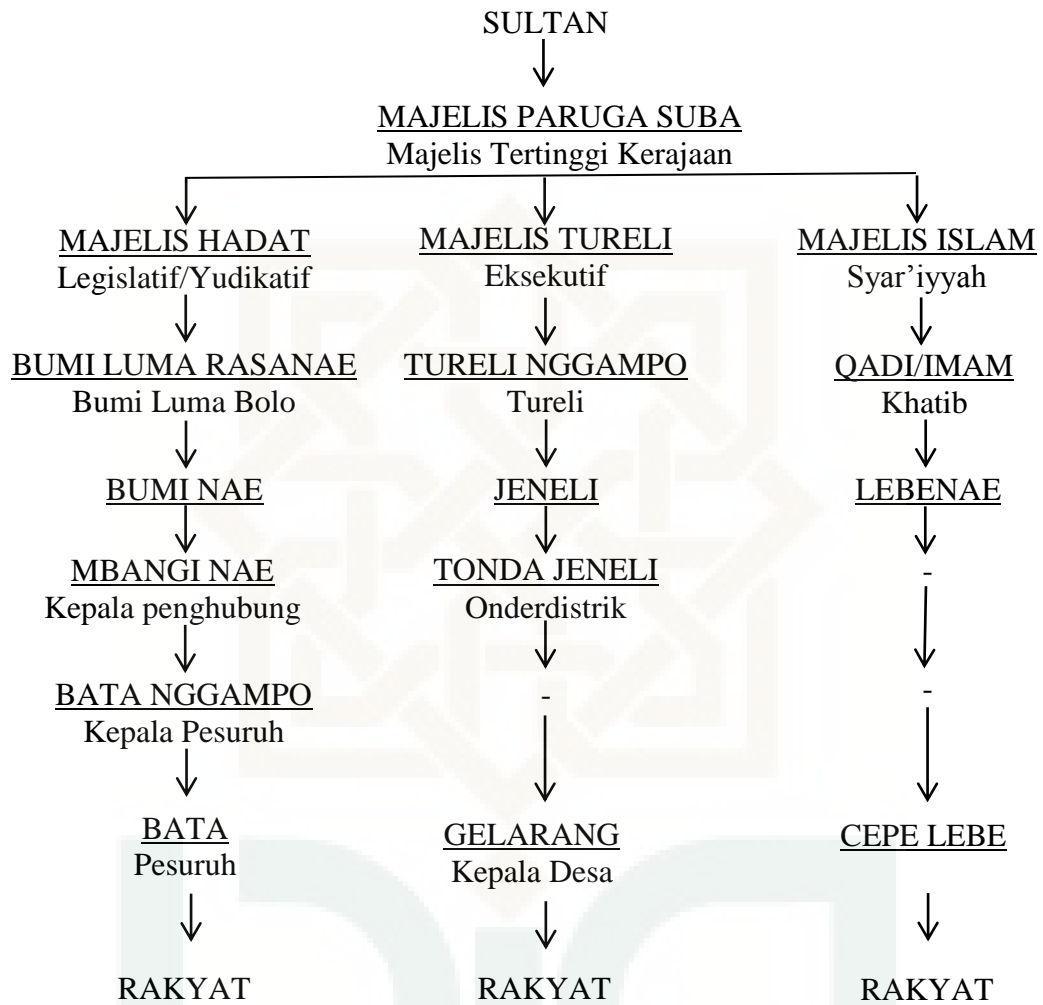 SULTAN
MAJELIS PARUGA SUBA
Majelis Tertinggi Kerajaan
MAJELIS HADAT
Legislatif/Yudikatif
MAJELIS TURELI
Eksekutif
MAJELIS ISLAM
Syar’iyyah
BUMI LUMA RASANAE
Bumi Luma Bolo
TURELI NGGAMPO
Tureli
QADI/IMAM
Khatib
BUMI NAE
JENELI
LEBENAE
MBANGI NAE
Kepala penghubung
TONDA JENELI
Onderdistrik
-
BATA NGGAMPO
Kepala Pesuruh
-
-
BATA
Pesuruh
GELARANG
Kepala Desa
CEPE LEBE
RAKYAT
RAKYAT
RAKYAT